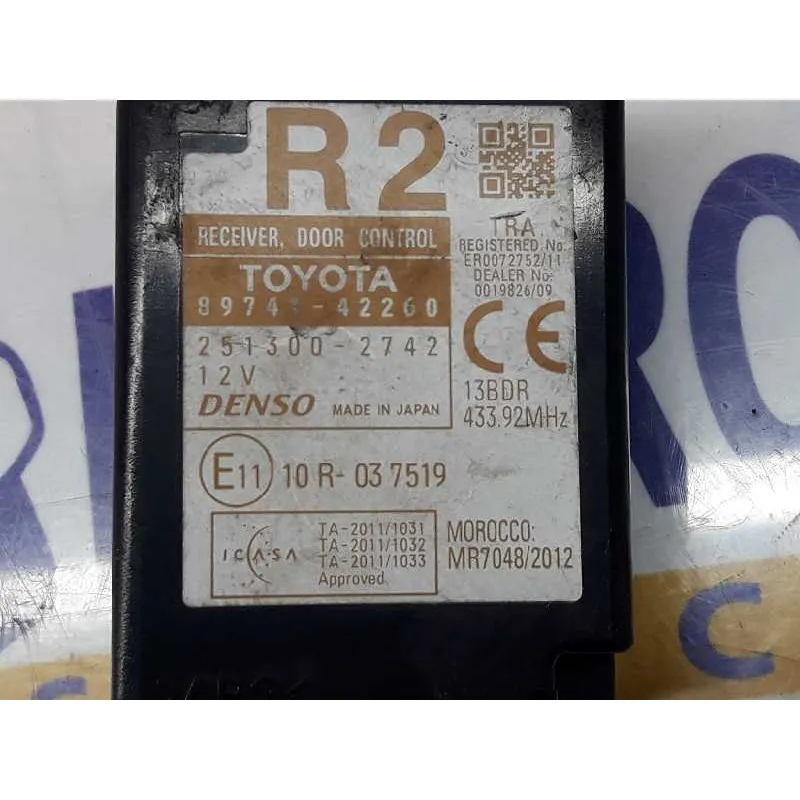 R2
RECEIVER, DOOR CONTROL
TOYOTA
89741-42260
251300-2742
12V
DENSO MADE IN JAPAN
TRA
REGISTERED No:
ER0072752/11
DEALER No:
0019826/09
CE
13BDR
433.92MHz
E11 10 R- 03 7519
ICASA
TA-2011/1031
TA-2011/1032
TA-2011/1033
Approved
MOROCCO:
MR7048/2012